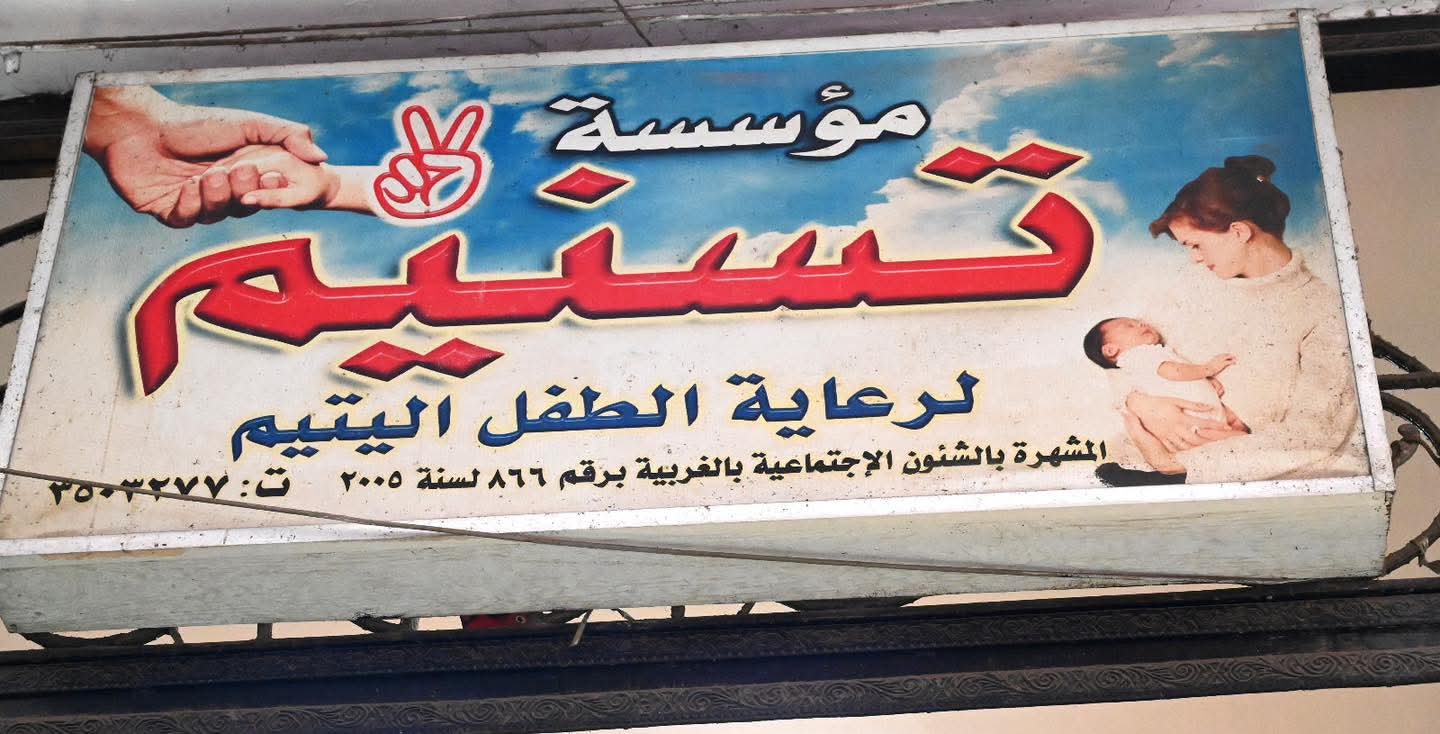 مؤسسة
تسنيم
لرعاية الطفل اليتيم
المشهرة بالشئون الإجتماعية بالغربية برقم ٨٦٦ لسنة ٢٠٠٥ ت: ٣٥٠٣٢٧٧